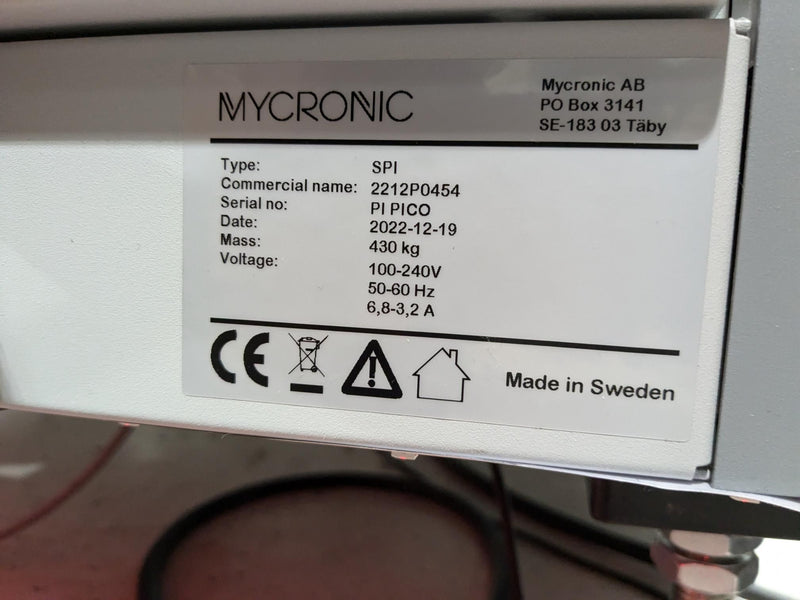 MYCRONIC
Mycronic AB
PO Box 3141
SE-183 03 Täby
Type: SPI
Commercial name: 2212P0454
Serial no: PI PICO
Date: 2022-12-19
Mass: 430 kg
Voltage: 100-240V
50-60 Hz
6,8-3,2 A
CE
Made in Sweden